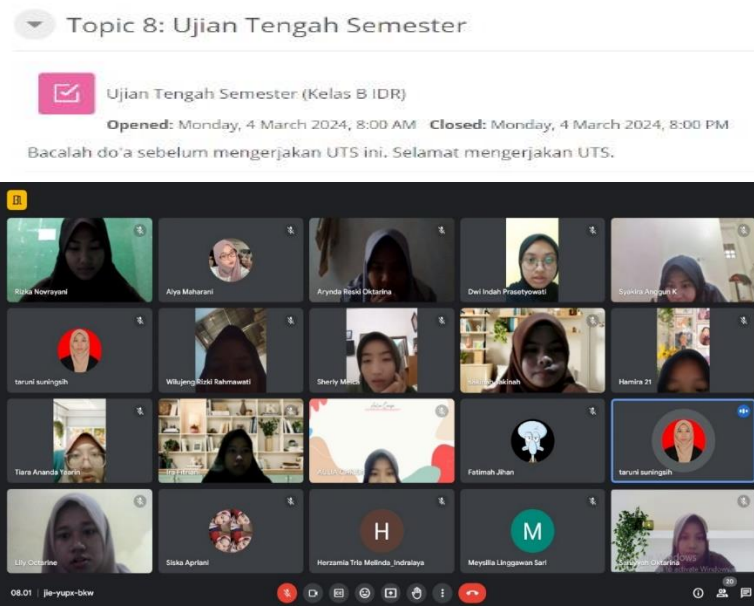 Topic 8: Ujian Tengah Semester
Ujian Tengah Semester (Kelas B IDR)
Opened: Monday, 4 March 2024, 8:00 AM Closed: Monday, 4 March 2024, 8:00 PM
Bacalah do'a sebelum mengerjakan UTS ini. Selamat mengerjakan UTS.
Rizka Novrayani
Alya Maharani
Arynda Reski Oktarina
Dwi Indah Prasetyowati
Syakira Anggun K
taruni suningsih
Wilujeng Rizki Rahmawati
Sherly
Hamira 21
Tiara Ananda
Ira Fitriani
Fatimah Jihan
taruni suningsih
Lily Octarine
Siska Apriani
H
Herzamia Tria Melinda_Indralaya
M
Meysilia Linggawan Sari
Oktarina
08.01 | jie-yupx-bkw
20